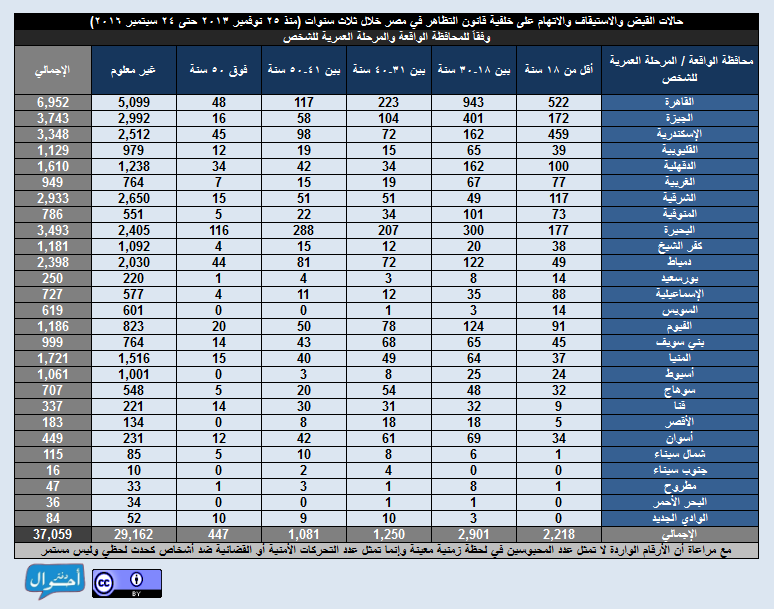 حالات القبض والاستيقاف والاتهام على خلفية قانون التظاهر في مصر خلال ثلاث سنوات (منذ ٢٥ نوفمبر ٢٠١٣ حتى ٢٤ سبتمبر ٢٠١٦)
وفقاً للمحافظة الواقعة والمرحلة العمرية للشخص
محافظة الواقعة / المرحلة العمرية للشخص أقل من ١٨ سنة بين ١٨-٣٠ سنة بين ٣١-٤٠ سنة بين ٤١-٥٠ سنة فوق ٥٠ سنة غير معلوم الإجمالي
القاهرة 522 943 223 117 48 5,099 6,952
الجيزة 172 401 104 58 16 2,992 3,743
الإسكندرية 459 162 72 98 45 2,512 3,348
القليوبية 39 65 15 19 12 979 1,129
الدقهلية 100 162 34 42 34 1,238 1,610
الغربية 77 67 19 15 7 764 949
الشرقية 117 49 51 51 15 2,650 2,933
المنوفية 73 101 34 22 5 551 786
البحيرة 177 300 207 288 116 2,405 3,493
كفر الشيخ 38 20 12 15 4 1,092 1,181
دمياط 49 122 72 81 44 2,030 2,398
بورسعيد 14 8 3 4 1 220 250
الإسماعيلية 88 35 12 11 4 577 727
السويس 14 3 1 0 0 601 619
الفيوم 91 124 78 50 20 823 1,186
بني سويف 45 65 68 43 14 764 999
المنيا 37 64 49 40 15 1,516 1,721
أسيوط 24 25 8 3 0 1,001 1,061
سوهاج 32 48 54 20 5 548 707
قنا 9 32 31 30 14 221 337
الأقصر 5 18 18 8 0 134 183
أسوان 34 69 61 42 12 231 449
شمال سيناء 1 6 8 10 5 85 115
جنوب سيناء 0 0 4 2 0 10 16
مطروح 1 8 1 3 1 33 47
البحر الأحمر 0 1 1 0 0 34 36
الوادي الجديد 0 3 10 9 10 52 84
الإجمالي 2,218 2,901 1,250 1,081 447 29,162 37,059
مع مراعاة أن الأرقام الواردة لا تمثل عدد المحبوسين في لحظة زمنية معينة وإنما تمثل عدد التحركات الأمنية أو القضائية ضد أشخاص كحدث لحظي وليس مستمر
دفتر أحوال
cc BY